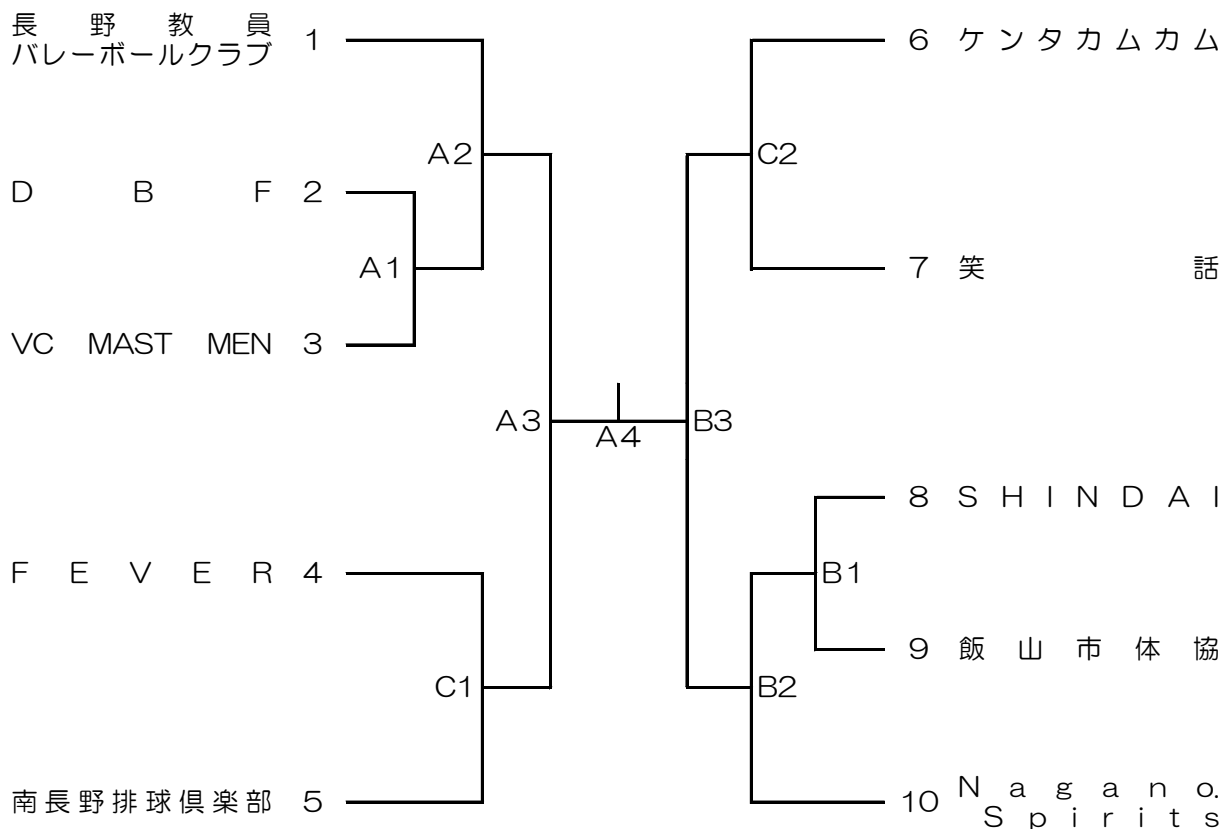 長野教員
バレーボールクラブ 1
A2
D B F 2
A1
VC MAST MEN 3
A3
A4
F E V E R 4
C1
南長野排球倶楽部 5
6 ケンタカムカム
C2
7 笑話
B3
8 S H I N D A I
B1
9 飯山市体協
B2
10 N a g a n o.
S p i r i t s